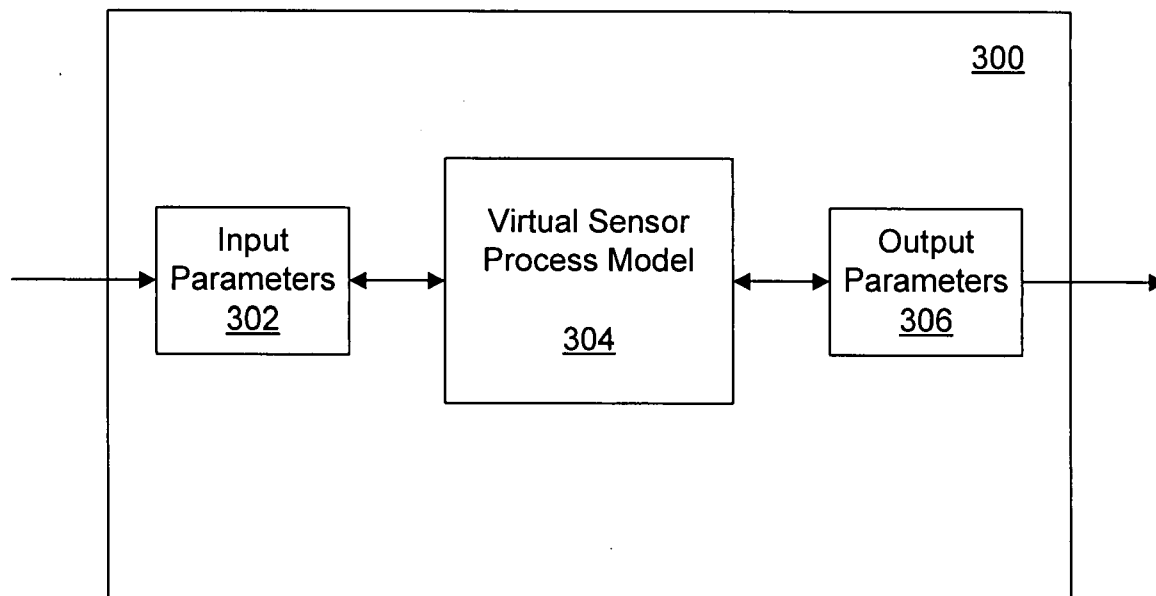 300
Input
Parameters
302
Virtual Sensor
Process Model
304
Output
Parameters
306